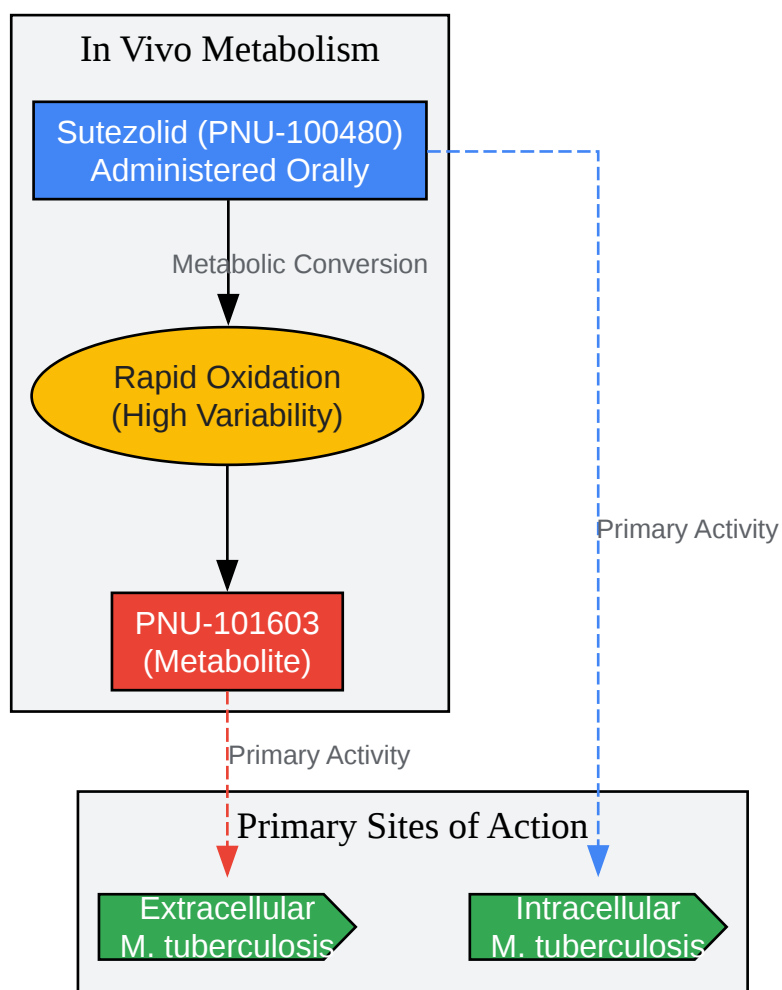 In Vivo Metabolism
Sutezolid (PNU-100480)
Administered Orally
Metabolic Conversion
Rapid Oxidation
(High Variability)
Primary Activity
PNU-101603
(Metabolite)
Primary Activity
Primary Sites of Action
Extracellular
M. tuberculosis
Intracellular
M. tuberculosis